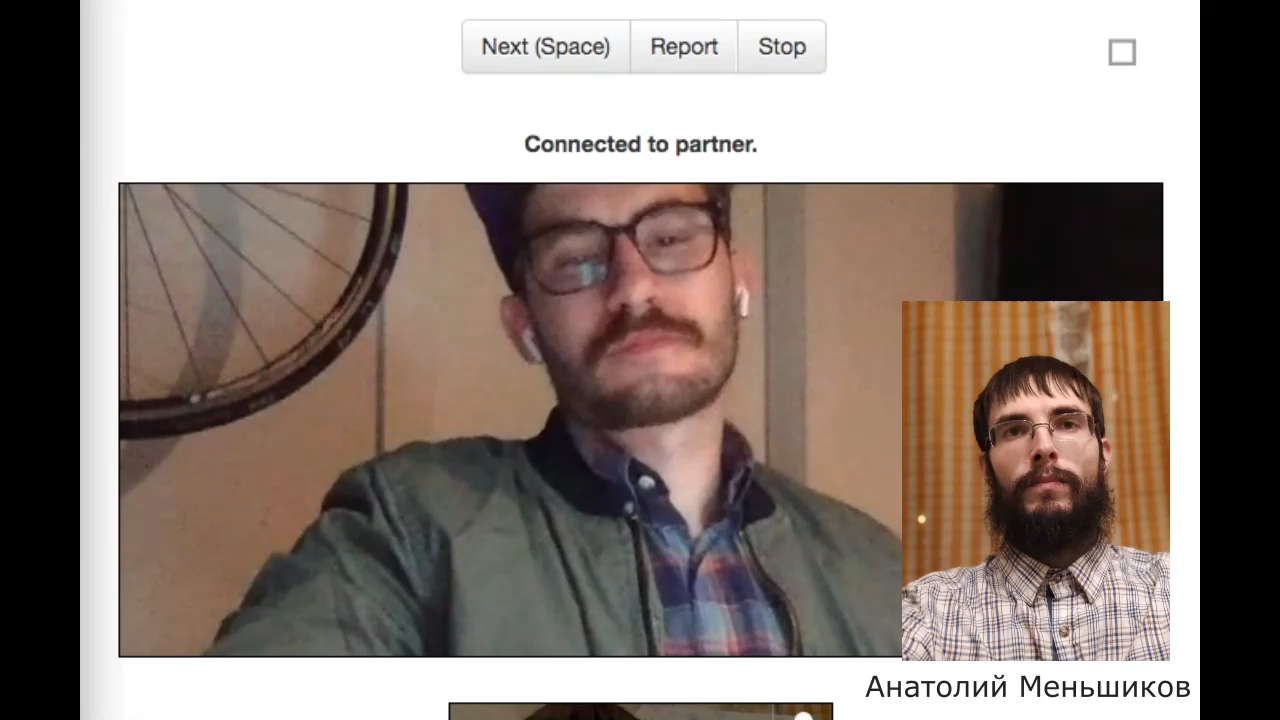 Next (Space) Report Stop
Connected to partner.
Анатолий Меньшиков